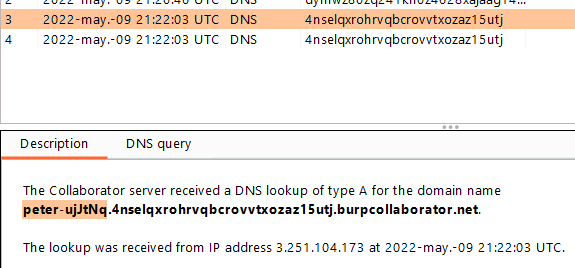 3 2022-may.-09 21:22:03 UTC DNS 4nselqxrohrvqbcrovvtxozaz15utj
4 2022-may.-09 21:22:03 UTC DNS 4nselqxrohrvqbcrovvtxozaz15utj
Description DNS query
The Collaborator server received a DNS lookup of type A for the domain name
peter-ujJtNq.4nselqxrohrvqbcrovvtxozaz15utj.burpcollaborator.net.
The lookup was received from IP address 3.251.104.173 at 2022-may.-09 21:22:03 UTC.